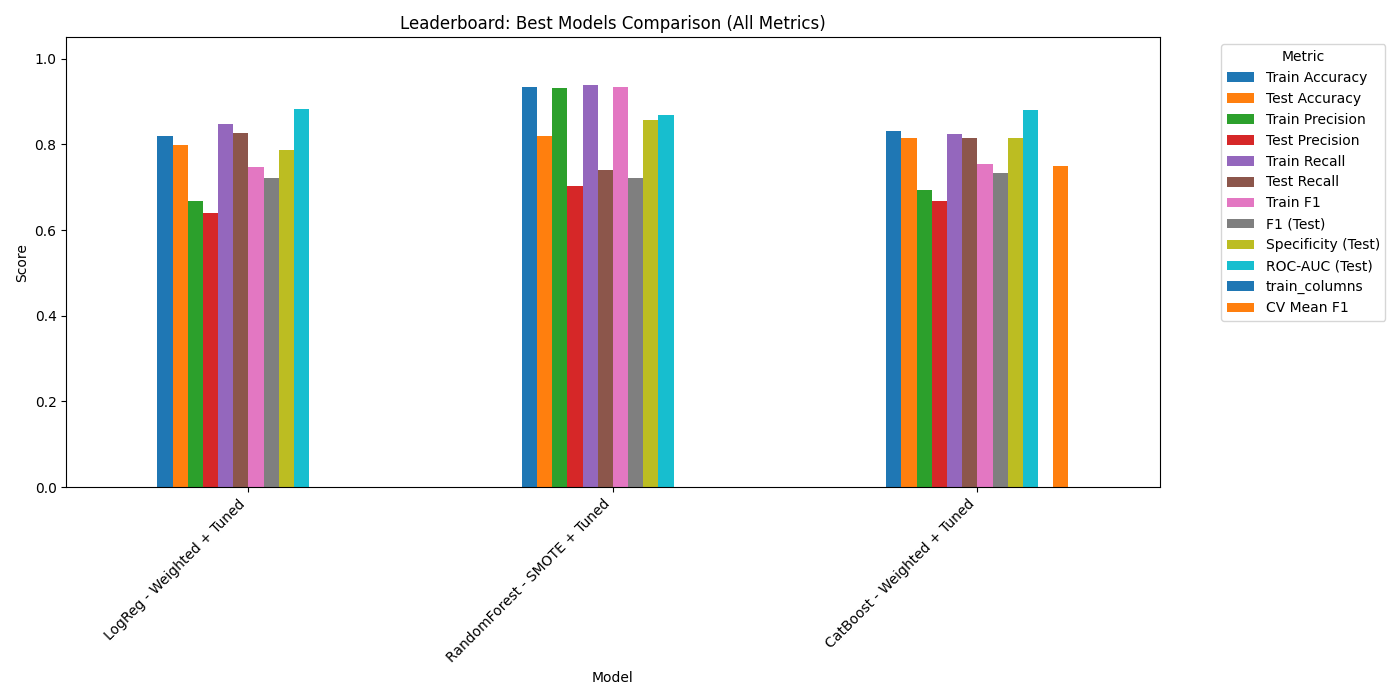 Leaderboard: Best Models Comparison (All Metrics)
Score
1.0
0.8
0.6
0.4
0.2
0.0
LogReg - Weighted + Tuned
RandomForest - SMOTE + Tuned
CatBoost - Weighted + Tuned
Model
Metric
Train Accuracy
Test Accuracy
Train Precision
Test Precision
Train Recall
Test Recall
Train F1
F1 (Test)
Specificity (Test)
ROC-AUC (Test)
train_columns
CV Mean F1